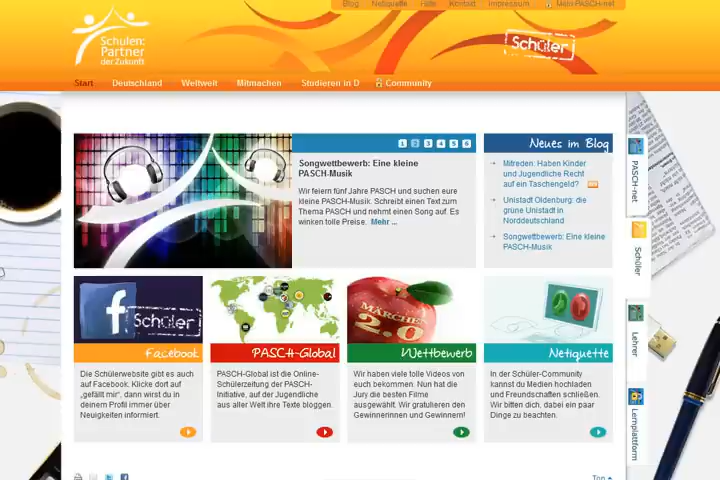 Blog Netiquette Hilfe Kontakt Impressum Mein PASCH-net
Schulen:
Partner
der Zukunft
Schüler
Start Deutschland Weltweit Mitmachen Studieren in D Community
1 2 3 4 5 6
Songwettbewerb: Eine kleine
PASCH-Musik
Wir feiern fünf Jahre PASCH und suchen eure
kleine PASCH-Musik. Schreibt einen Text zum
Thema PASCH und nehmt einen Song auf. Es
winken tolle Preise. Mehr ...
Neues im Blog
Mitreden: Haben Kinder
und Jugendliche Recht
auf ein Taschengeld?
Unistadt Oldenburg: die
grüne Unistadt in
Norddeutschland
Songwettbewerb: Eine kleine
PASCH-Musik
PASCH-net
Schüler
Lehrer
Lernplattform
f Schüler
Facebook
Die Schülerwebsite gibt es auch
auf Facebook. Klicke dort auf
„gefällt mir“, dann wirst du in
deinem Profil immer über
Neuigkeiten informiert.
PASCH-Global
PASCH-Global ist die Online-
Schülerzeitung der PASCH-
Initiative, auf der Jugendliche
aus aller Welt ihre Texte bloggen.
MÄRCHEN
2.0
Wettbewerb
Wir haben viele tolle Videos von
euch bekommen. Nun hat die
Jury die besten Filme
ausgewählt. Wir gratulieren den
Gewinnerinnen und Gewinnern!
Netiquette
In der Schüler-Community
kannst du Medien hochladen
und Freundschaften schließen.
Wir bitten dich, dabei ein paar
Dinge zu beachten.
Top